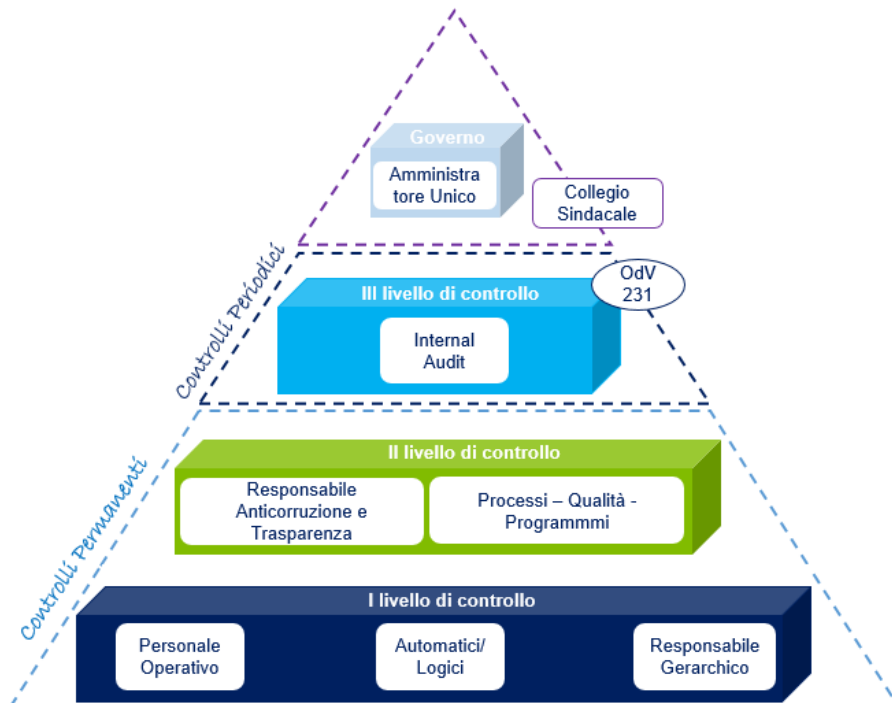 Governo
Amministra
tore Unico
Collegio
Sindacale
Controlli Periodici
OdV
231
III livello di controllo
Internal
Audit
Controlli Permanenti
II livello di controllo
Responsabile
Anticorruzione e
Trasparenza
Processi – Qualità -
Programmmi
I livello di controllo
Personale
Operativo
Automatici/
Logici
Responsabile
Gerarchico